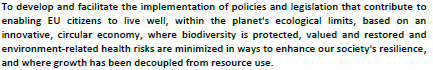 To develop and facilitate the implementation of policies and legislation that contribute to
enabling EU citizens to live well, within the planet's ecological limits, based on an
innovative, circular economy, where biodiversity is protected, valued and restored and
environment-related health risks are minimized in ways to enhance our society's resilience,
and where growth has been decoupled from resource use.